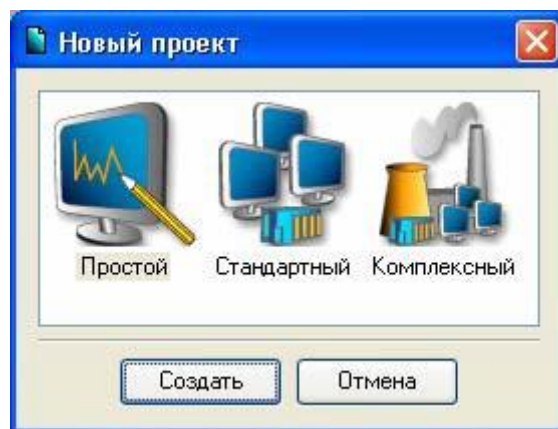 Новый проект
Простой Стандартный Комплексный
Создать Отмена